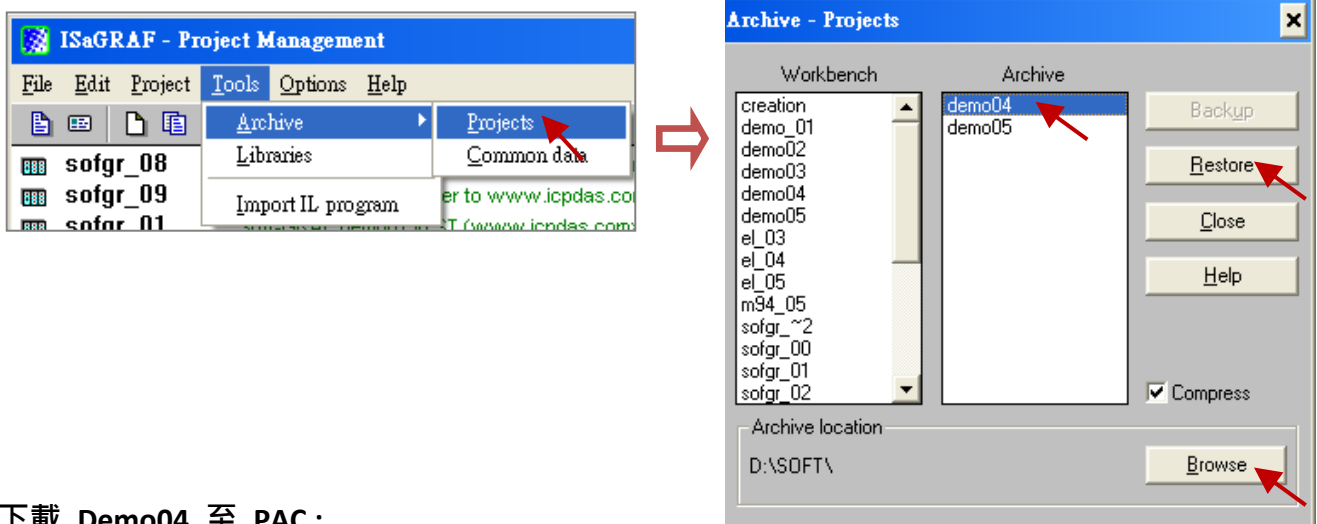 ISaGRAF - Project Management
File Edit Project Tools Options Help
Archive Projects
Libraries Common data
Import IL program
sofgr_08
sofgr_09 er to www.icpdas.co
sofgr_01
Archive - Projects
Workbench
creation
demo_01
demo02
demo03
demo04
demo05
el_03
el_04
el_05
m94_05
sofgr_~2
sofgr_00
sofgr_01
sofgr_02
Archive
demo04
demo05
Backup
Restore
Close
Help
Compress
Archive location
D:\SOFT\
Browse
下載 Demo04 至 PAC :